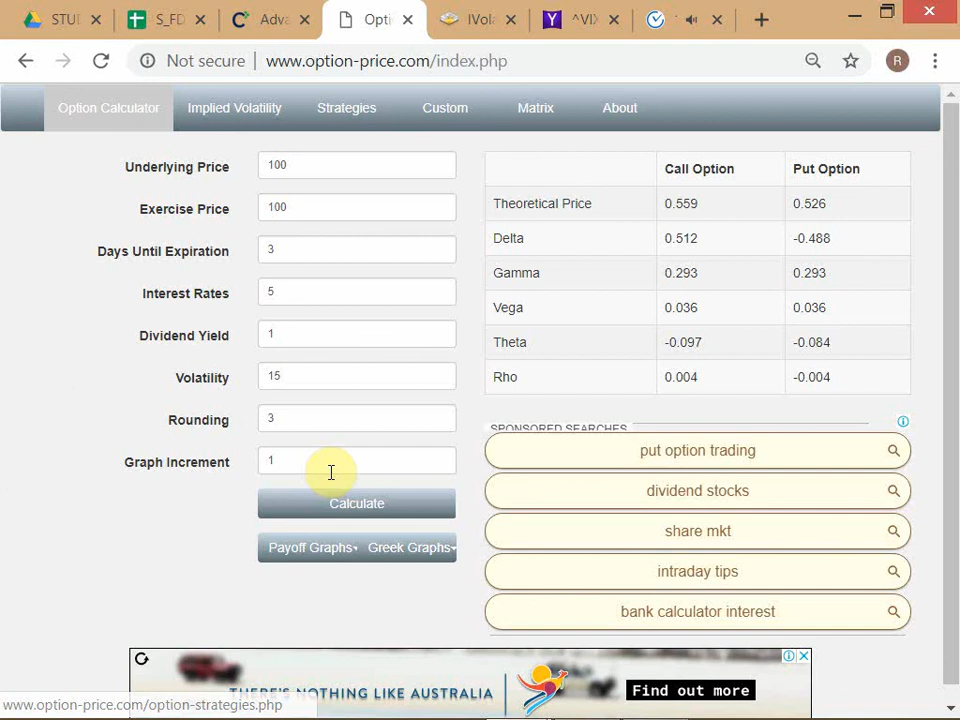 STUI
S_FD
Adva
Opti
IVola
^VIX
Not secure | www.option-price.com/index.php
R
Option Calculator Implied Volatility Strategies Custom Matrix About
Underlying Price 100
Exercise Price 100
Days Until Expiration 3
Interest Rates 5
Dividend Yield 1
Volatility 15
Rounding 3
Graph Increment 1
Calculate
Payoff Graphs Greek Graphs
Call Option Put Option
Theoretical Price 0.559 0.526
Delta 0.512 -0.488
Gamma 0.293 0.293
Vega 0.036 0.036
Theta -0.097 -0.084
Rho 0.004 -0.004
SPONSORED SEARCHES
put option trading
dividend stocks
share mkt
intraday tips
bank calculator interest
THERE'S NOTHING LIKE AUSTRALIA
Find out more
www.option-price.com/option-strategies.php